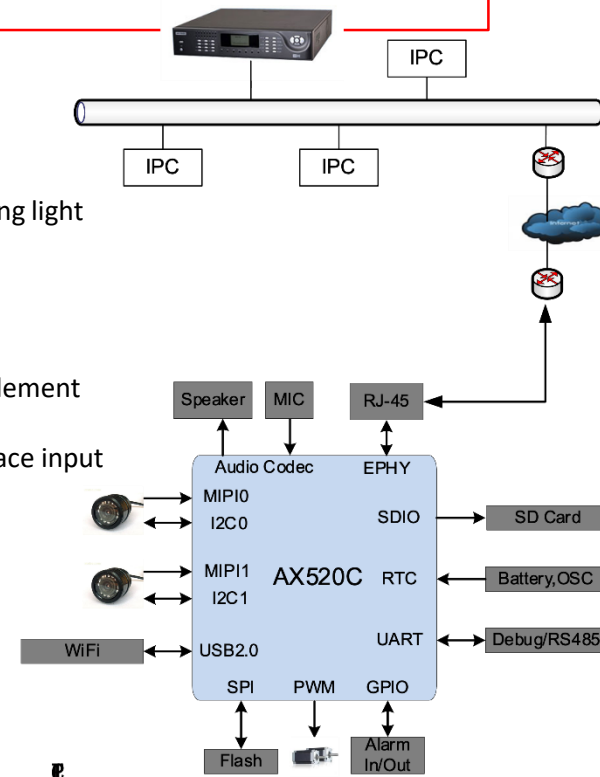 IPC
IPC
IPC
ng light
lement
ace input
Speaker
MIC
RJ-45
Audio Codec
EPHY
MIPI0
I2C0
SDIO
SD Card
MIPI1
I2C1
AX520C
RTC
Battery,OSC
UART
Debug/RS485
WiFi
USB2.0
SPI
PWM
GPIO
Flash
Alarm
In/Out